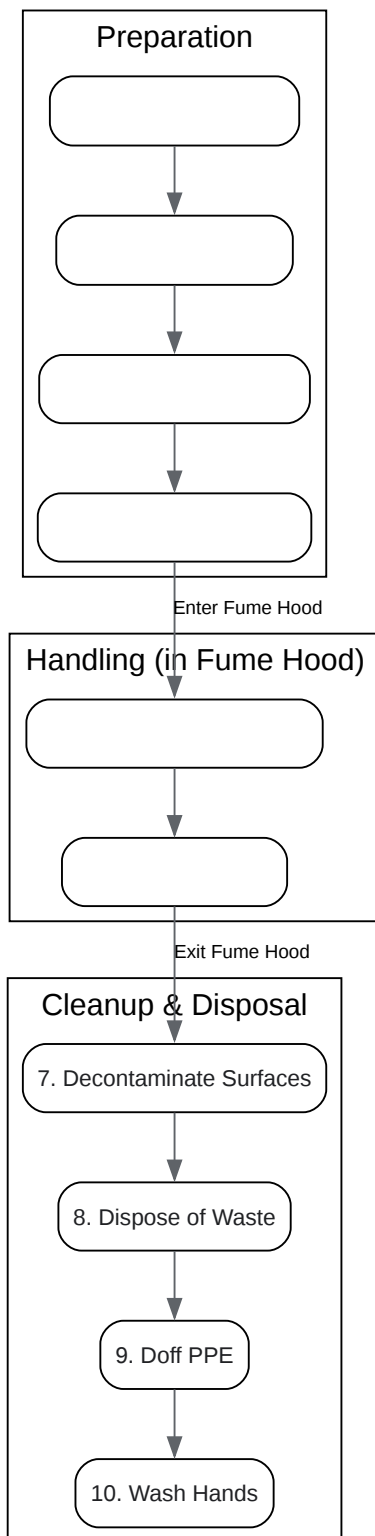 Preparation
Enter Fume Hood
Handling (in Fume Hood)
Exit Fume Hood
Cleanup & Disposal
7. Decontaminate Surfaces
8. Dispose of Waste
9. Doff PPE
10. Wash Hands